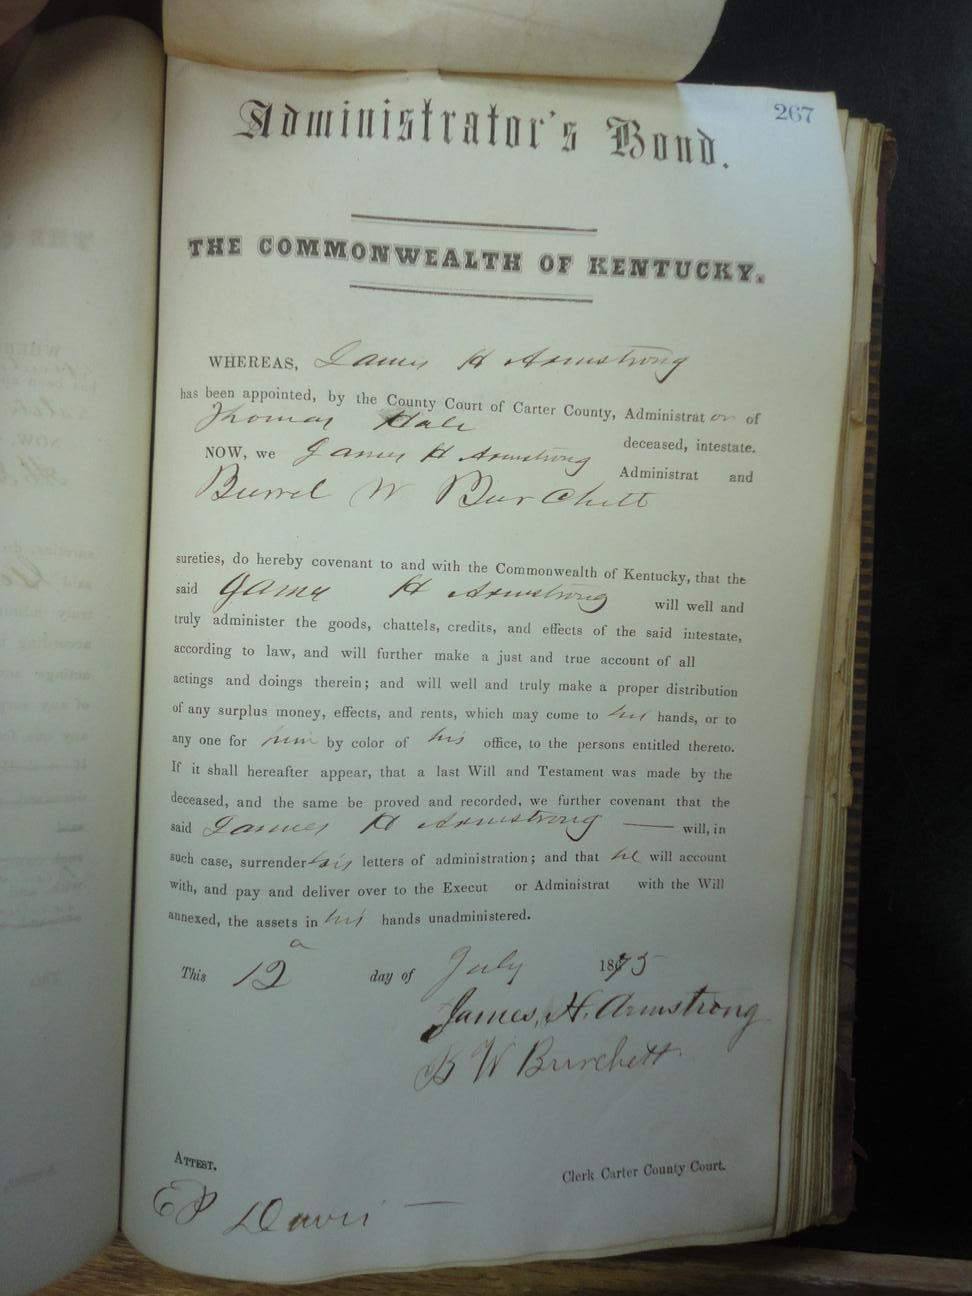 267
Administrator's Bond.
THE COMMONWEALTH OF KENTUCKY.
WHEREAS, James H Armstrong
has been appointed, by the County Court of Carter County, Administrat or of
Thomas Hale deceased, intestate.
NOW, we James H Armstrong Administrat and
Burrel W Burchett
sureties, do hereby covenant to and with the Commonwealth of Kentucky, that the
said James H Armstrong will well and
truly administer the goods, chattels, credits, and effects of the said intestate,
according to law, and will further make a just and true account of all
actings and doings therein; and will well and truly make a proper distribution
of any surplus money, effects, and rents, which may come to his hands, or to
any one for him by color of his office, to the persons entitled thereto.
If it shall hereafter appear, that a last Will and Testament was made by the
deceased, and the same be proved and recorded, we further covenant that the
said James H Armstrong — will, in
such case, surrender his letters of administration; and that he will account
with, and pay and deliver over to the Execut or Administrat with the Will
annexed, the assets in his hands unadministered.
This 12 day of July 1875
James, H. Armstrong
B W Burchett
ATTEST.
Clerk Carter County Court.
Davis —